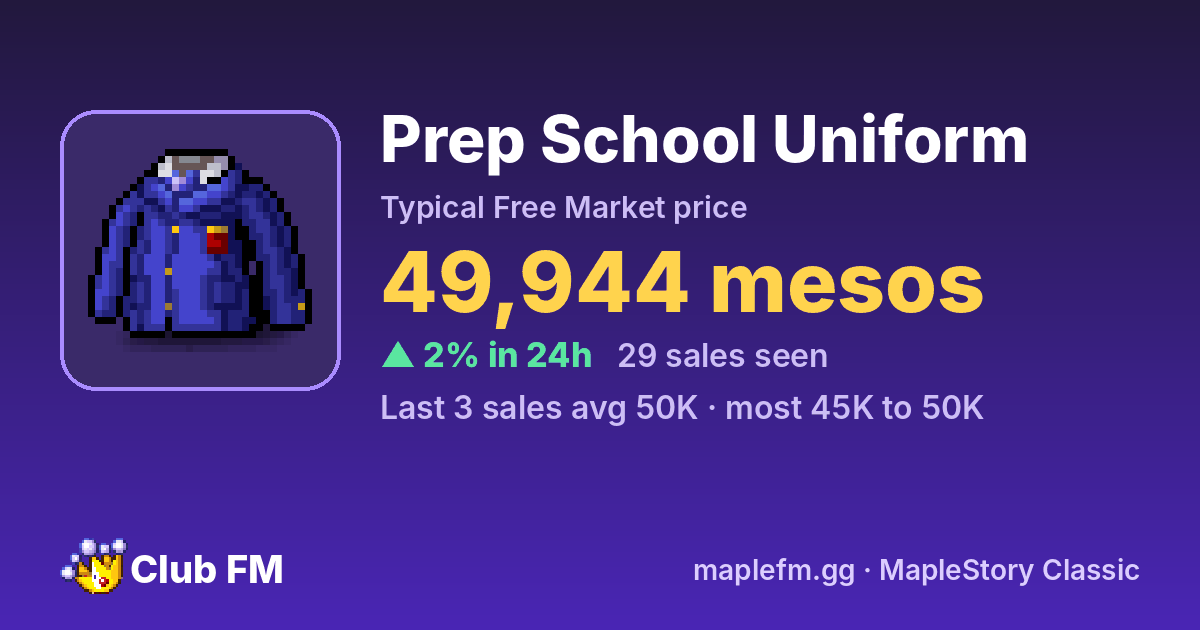 Prep School Uniform
Typical Free Market price
49,944 mesos
▲ 2% in 24h 29 sales seen
Last 3 sales avg 50K · most 45K to 50K
Club FM
maplefm.gg · MapleStory Classic